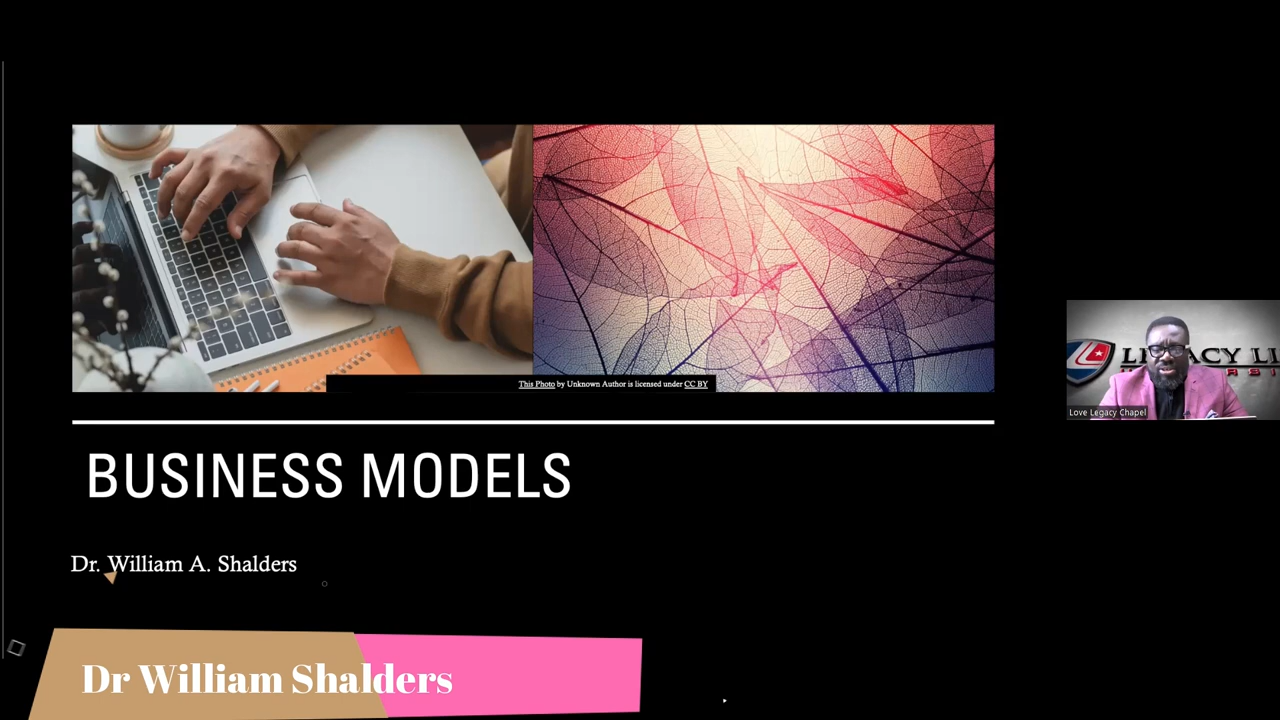 This Photo by Unknown Author is licensed under CC BY
BUSINESS MODELS
Dr. William A. Shalders
Dr William Shalders
Love Legacy Chapel